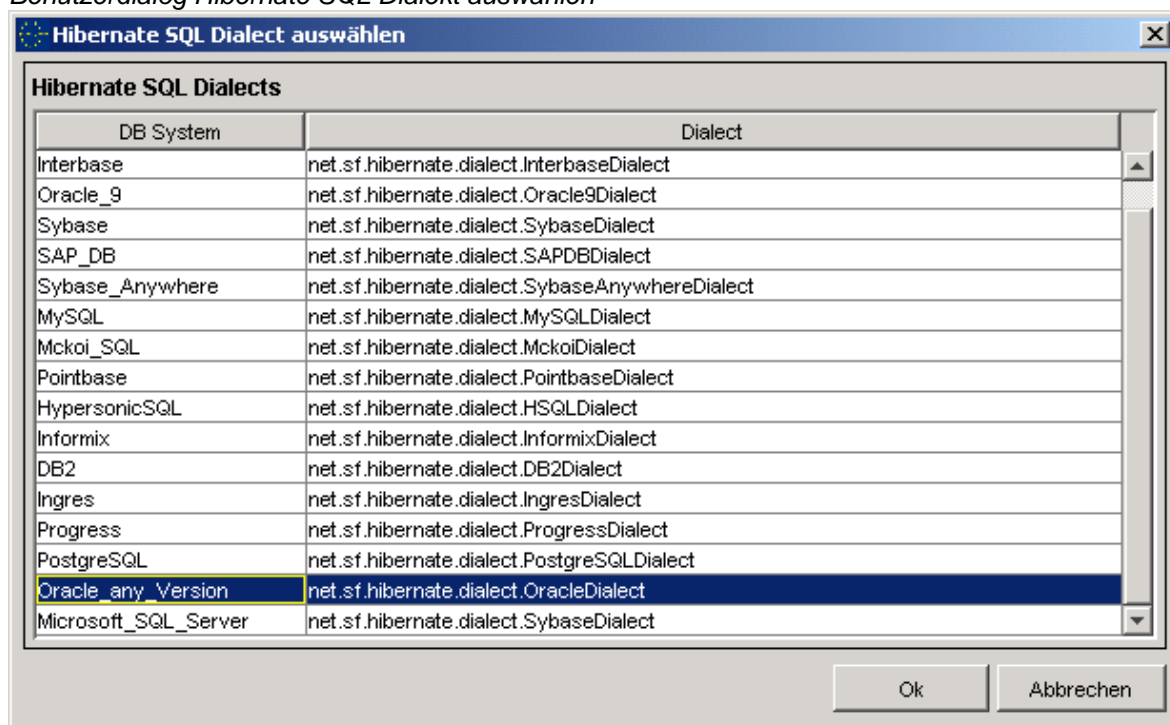 Benutzerdialog Hibernate SQL Dialekt auswählen
Hibernate SQL Dialect auswählen
Hibernate SQL Dialects
DB System Dialect
Interbase net.sf.hibernate.dialect.InterbaseDialect
Oracle_9 net.sf.hibernate.dialect.Oracle9Dialect
Sybase net.sf.hibernate.dialect.SybaseDialect
SAP_DB net.sf.hibernate.dialect.SAPDBDialect
Sybase_Anywhere net.sf.hibernate.dialect.SybaseAnywhereDialect
MySQL net.sf.hibernate.dialect.MySQLDialect
Mckoi_SQL net.sf.hibernate.dialect.MckoiDialect
Pointbase net.sf.hibernate.dialect.PointbaseDialect
HypersonicSQL net.sf.hibernate.dialect.HSQLDialect
Informix net.sf.hibernate.dialect.InformixDialect
DB2 net.sf.hibernate.dialect.DB2Dialect
Ingres net.sf.hibernate.dialect.IngresDialect
Progress net.sf.hibernate.dialect.ProgressDialect
PostgreSQL net.sf.hibernate.dialect.PostgreSQLDialect
Oracle_any_Version net.sf.hibernate.dialect.OracleDialect
Microsoft_SQL_Server net.sf.hibernate.dialect.SybaseDialect
Ok Abbrechen